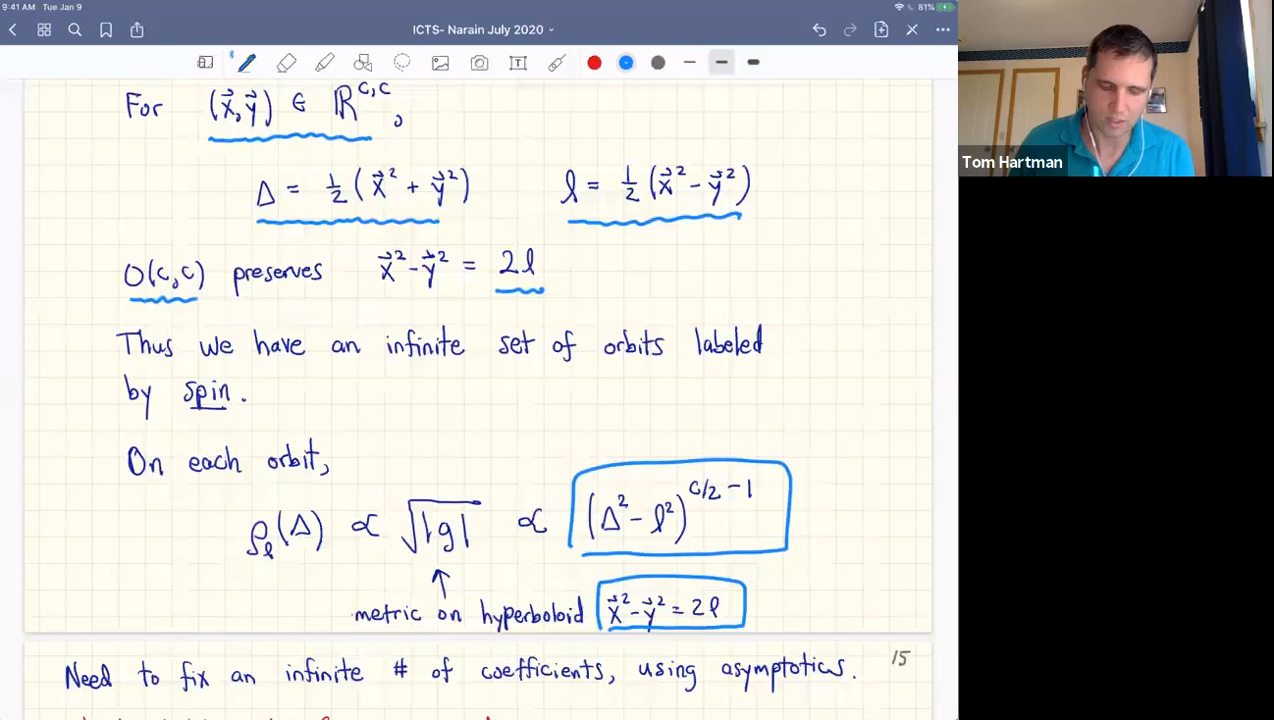 9:41 AM Tue Jan 9
81%
ICTS- Narain July 2020
For (x⃗, y⃗) ∈ ℝ^{c,c},
Δ = ½(x⃗² + y⃗²) ℓ = ½(x⃗² - y⃗²)
O(c,c) preserves x⃗² - y⃗² = 2ℓ
Thus we have an infinite set of orbits labeled
by spin.
On each orbit,
ρ_ℓ(Δ) ∝ √|g| ∝ (Δ² - ℓ²)^{c/2 - 1}
↑
metric on hyperboloid x⃗² - y⃗² = 2ℓ
15
Need to fix an infinite # of coefficients, using asymptotics.
Tom Hartman